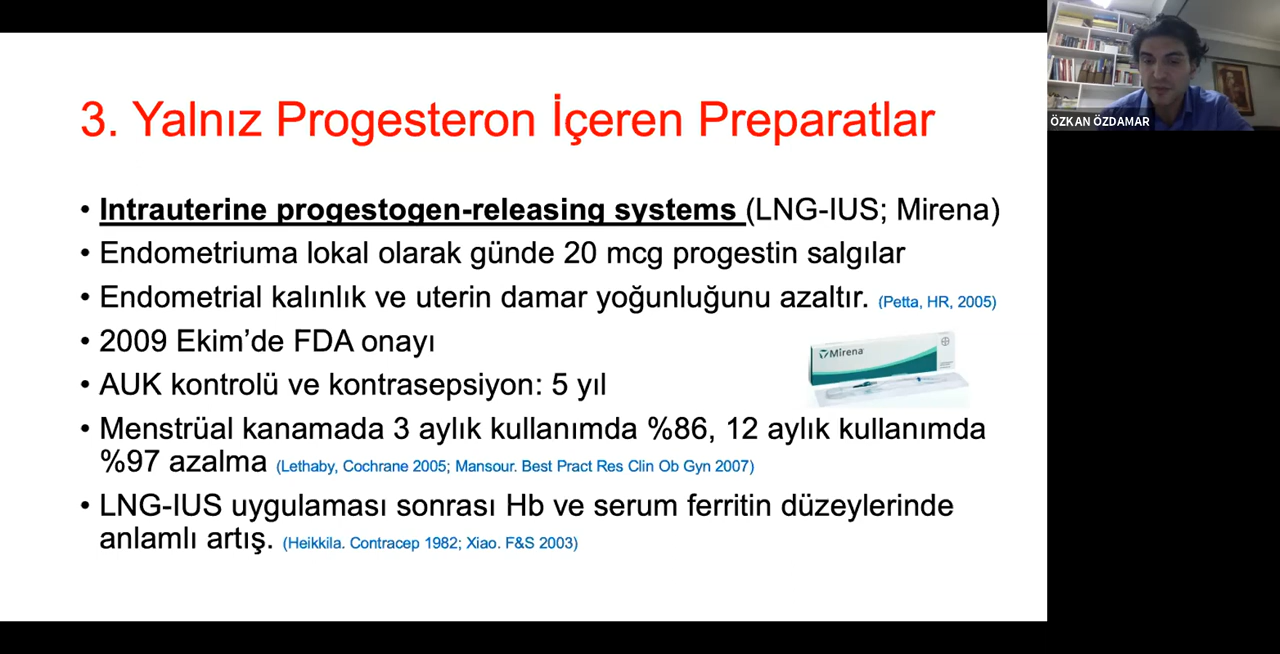 3. Yalnız Progesteron İçeren Preparatlar
• Intrauterine progestogen-releasing systems (LNG-IUS; Mirena)
• Endometriuma lokal olarak günde 20 mcg progestin salgılar
• Endometrial kalınlık ve uterin damar yoğunluğunu azaltır. (Petta, HR, 2005)
• 2009 Ekim’de FDA onayı
• AUK kontrolü ve kontrasepsiyon: 5 yıl
• Menstrüal kanamada 3 aylık kullanımda %86, 12 aylık kullanımda
%97 azalma (Lethaby, Cochrane 2005; Mansour. Best Pract Res Clin Ob Gyn 2007)
• LNG-IUS uygulaması sonrası Hb ve serum ferritin düzeylerinde
anlamlı artış. (Heikkila. Contracep 1982; Xiao. F&S 2003)
Mirena
ÖZKAN ÖZDAMAR